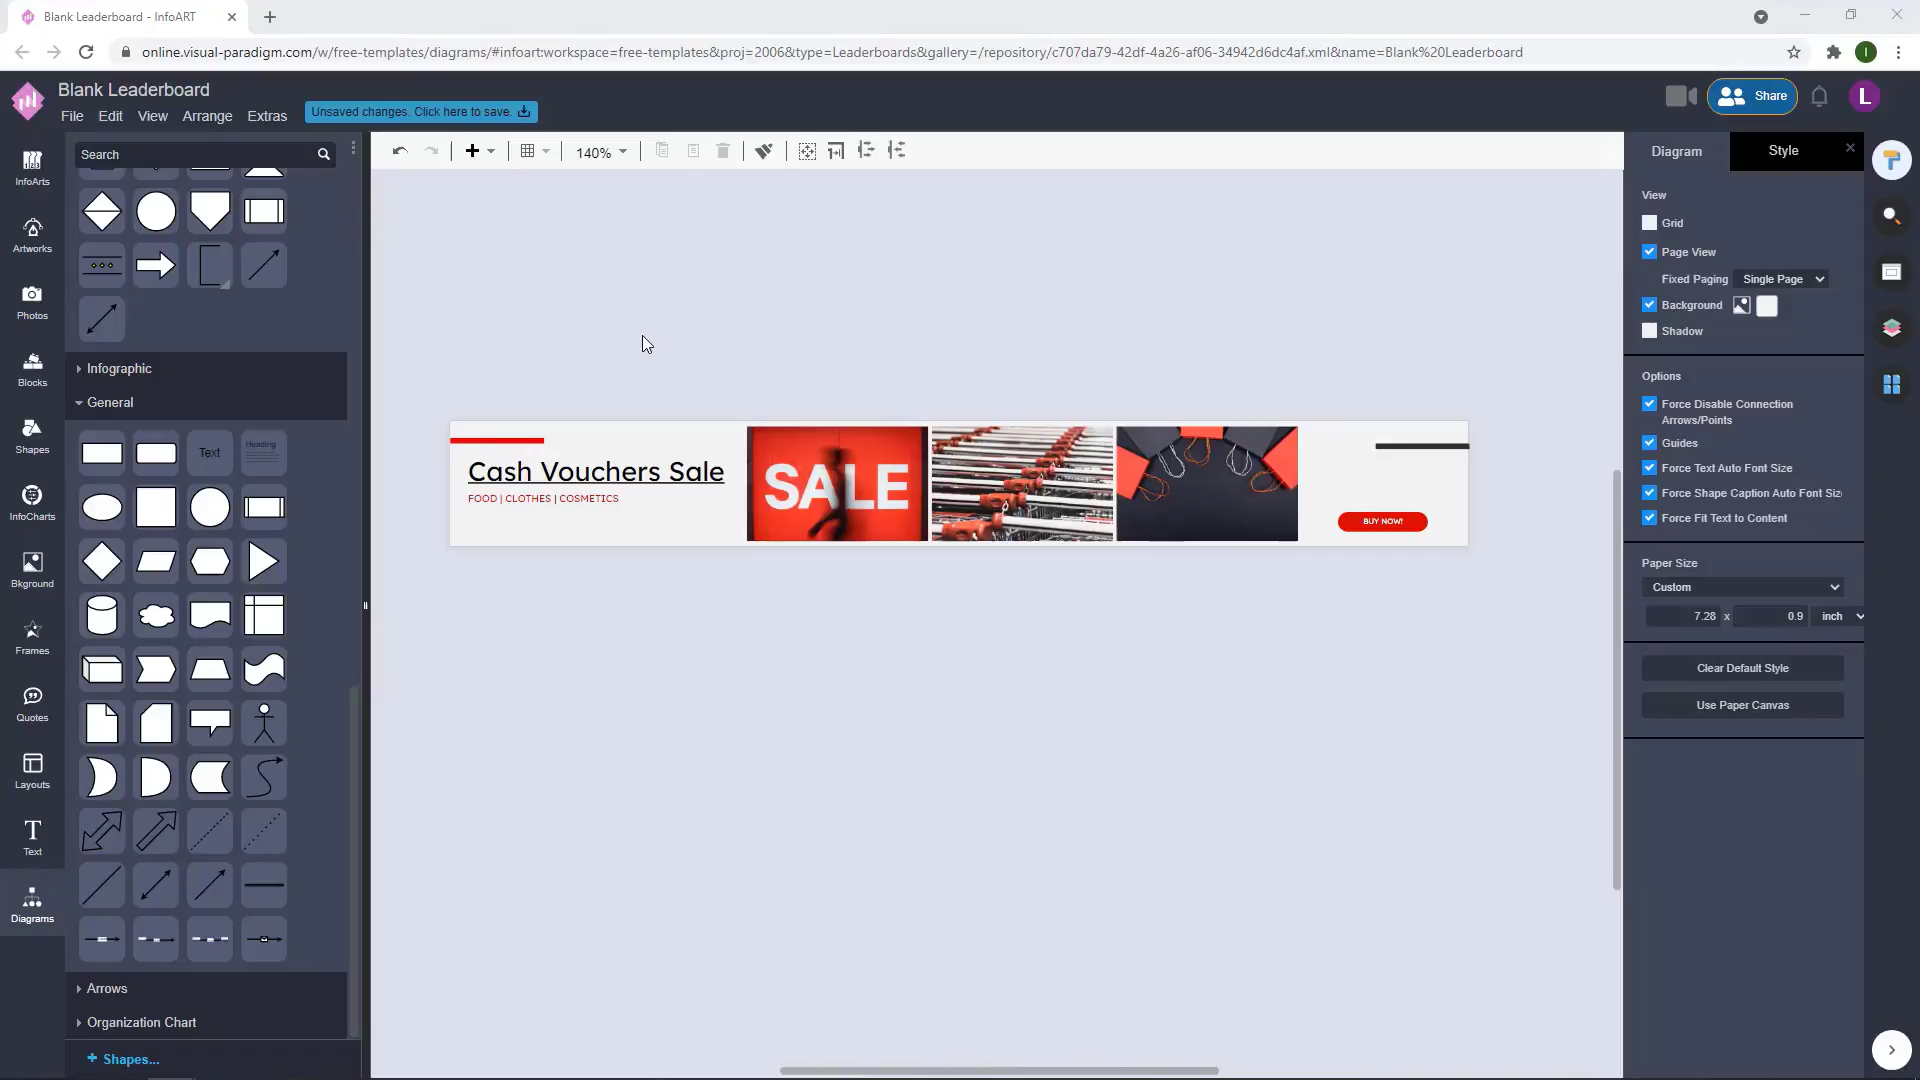 Blank Leaderboard - InfoART
online.visual-paradigm.com/w/free-templates/diagrams/#infoart:workspace=free-templates&proj=2006&type=Leaderboards&gallery=/repository/c707da79-42df-4a26-af06-34942d6dc4af.xml&name=Blank%20Leaderboard
I
Blank Leaderboard
File Edit View Arrange Extras
Unsaved changes. Click here to save.
Share
L
Search
140%
Diagram
Style
InfoArts
Artworks
Photos
Blocks
Shapes
InfoCharts
Bkground
Frames
Quotes
Layouts
T
Text
Diagrams
Infographic
General
Text
Heading
Arrows
Organization Chart
+ Shapes...
Cash Vouchers Sale
FOOD | CLOTHES | COSMETICS
SALE
BUY NOW!
View
Grid
Page View
Fixed Paging Single Page
Background
Shadow
Options
Force Disable Connection
Arrows/Points
Guides
Force Text Auto Font Size
Force Shape Caption Auto Font Siz
Force Fit Text to Content
Paper Size
Custom
7.28 x 0.9 inch
Clear Default Style
Use Paper Canvas